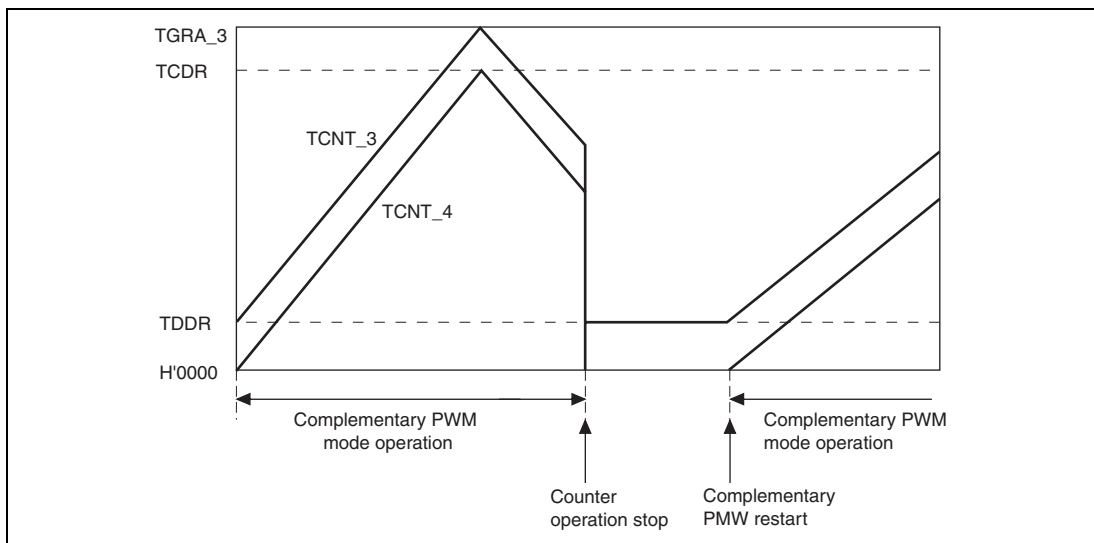 TGRA_3
TCDR
TCNT_3
TCNT_4
TDDR
H'0000
Complementary PWM
mode operation
Complementary PWM
mode operation
Counter
operation stop
Complementary
PMW restart